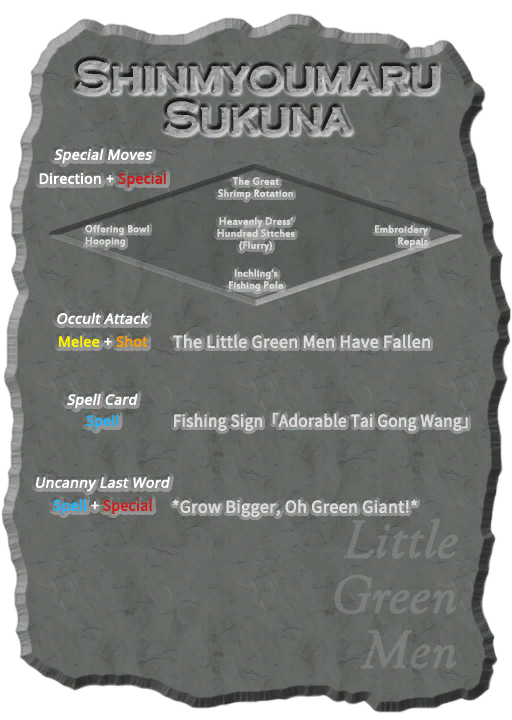 SHINMYOUMARU
SUKUNA
Special Moves
Direction + Special
The Great
Shrimp Rotation
Offering Bowl
Hooping
Heavenly Dress'
Hundred Sttches
(Flurry)
Embroidery
Repair
Inchling's
Fishing Pole
Occult Attack
Melee + Shot
The Little Green Men Have Fallen
Spell Card
Spell
Fishing Sign「Adorable Tai Gong Wang」
Uncanny Last Word
Spell + Special
*Grow Bigger, Oh Green Giant!*
Little
Green
Men